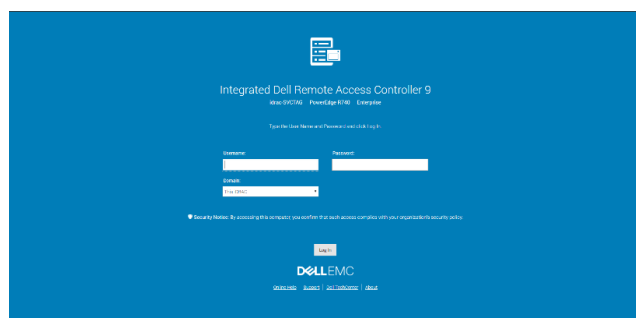 Integrated Dell Remote Access Controller 9
idrac-SVCTAG PowerEdge R740 Enterprise
Type the User Name and Password and click Log In.
Username: Password:
Domain:
This iDRAC
Security Notice: By accessing this computer, you confirm that such access complies with your organization's security policy.
Log In
DELLEMC
Online Help | Support | Dell TechCenter | About